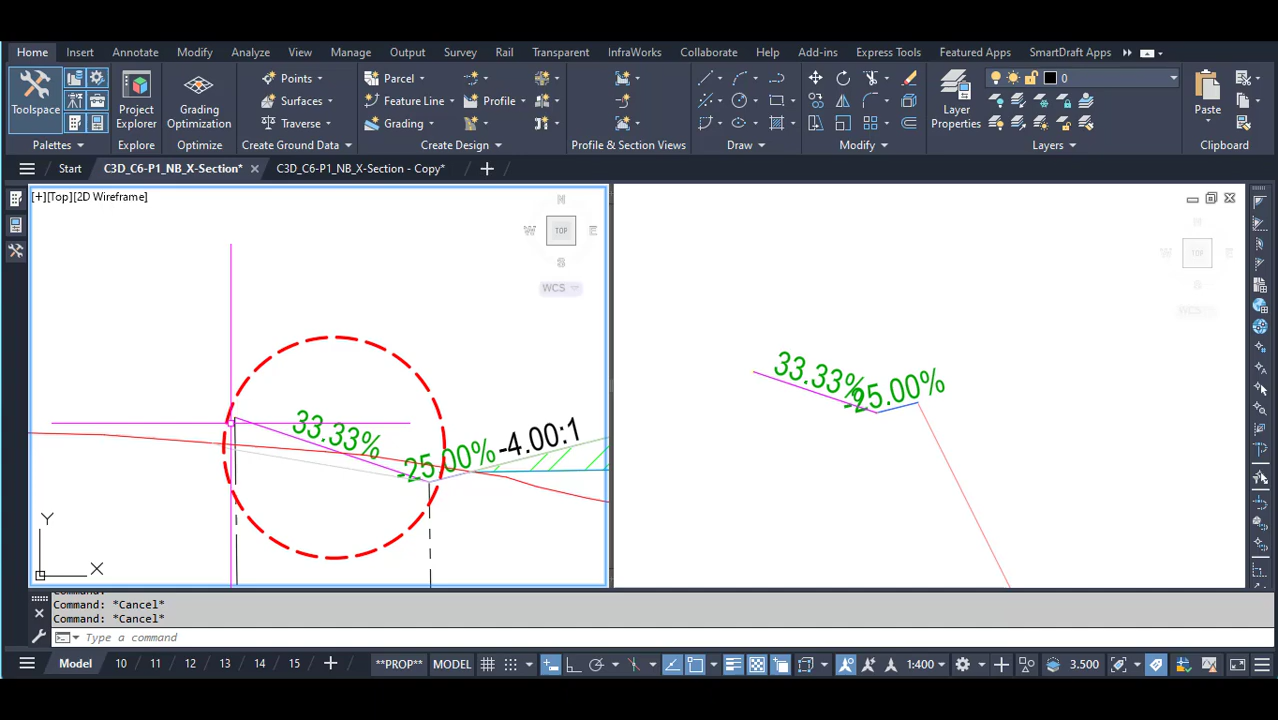 Home Insert Annotate Modify Analyze View Manage Output Survey Rail Transparent InfraWorks Collaborate Help Add-ins Express Tools Featured Apps SmartDraft Apps
Toolspace
Project Explorer
Grading Optimization
Points
Surfaces
Traverse
Parcel
Feature Line
Grading
Profile
Layer Properties
0
Paste
Palettes Explore Optimize Create Ground Data Create Design Profile & Section Views Draw Modify Layers Clipboard
Start C3D_C6-P1_NB_X-Section* C3D_C6-P1_NB_X-Section - Copy*
[+][Top][2D Wireframe]
N
W TOP E
S
WCS
33.33%
-25.00%
-4.00:1
Y
X
N
W TOP E
S
WCS
33.33%
-25.00%
Command: *Cancel*
Command: *Cancel*
Type a command
Model 10 11 12 13 14 15 **PROP** MODEL 1:400 3.500